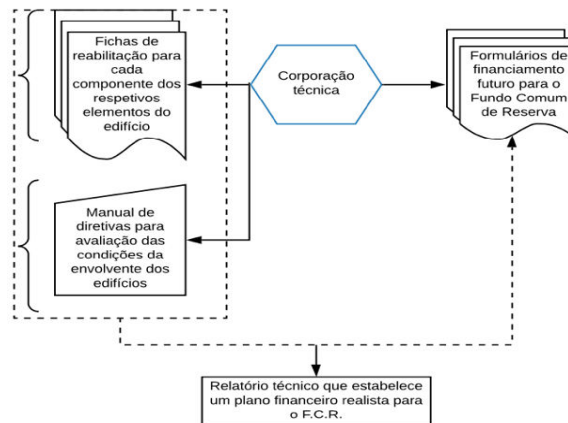 Fichas de
reabilitação para
cada
componente dos
respetivos
elementos do
edifício
Corporação
técnica
Formulários de
financiamento
futuro para o
Fundo Comum
de Reserva
Manual de
diretivas para
avaliação das
condições da
envolvente dos
edifícios
Relatório técnico que estabelece
um plano financeiro realista para
o F.C.R.